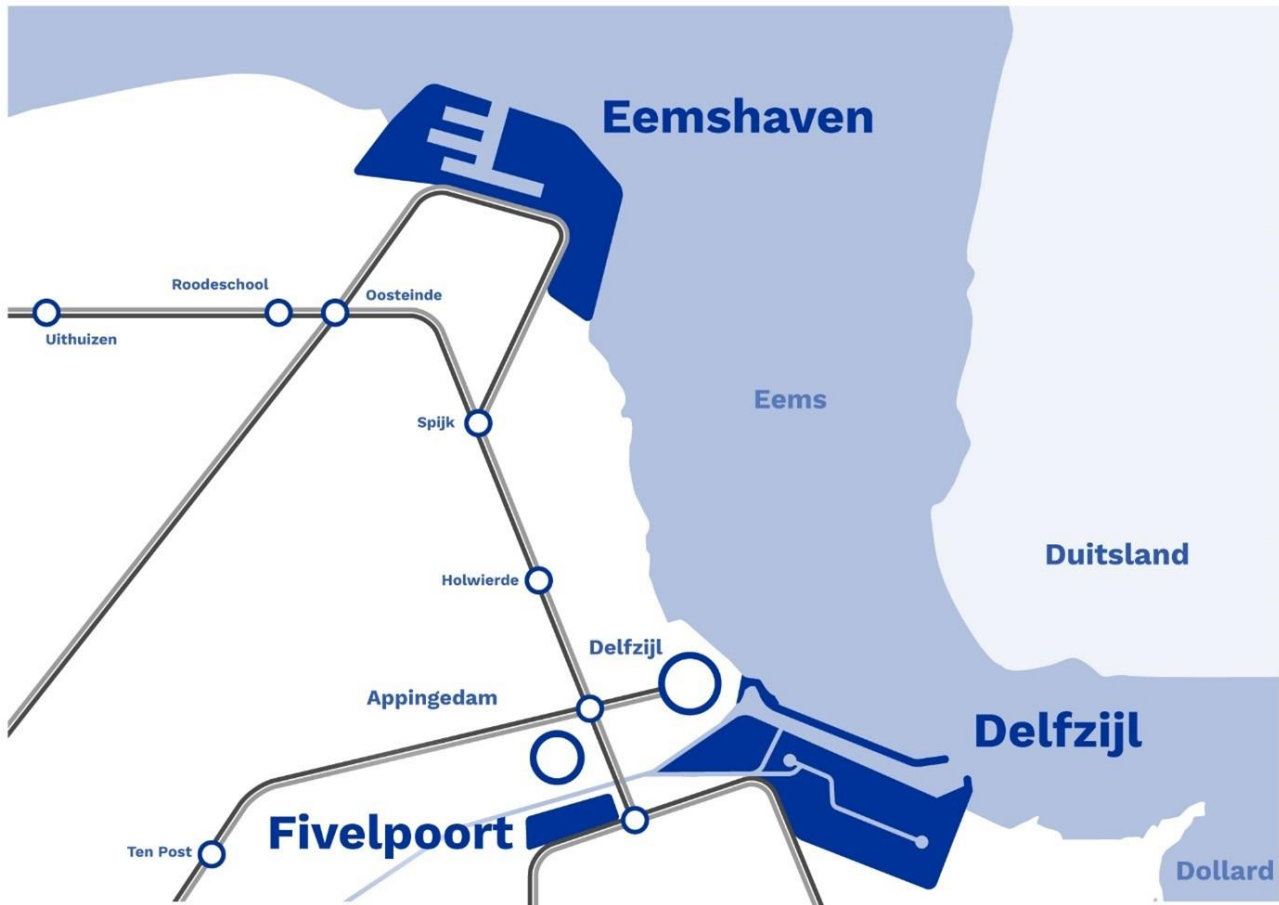 Eemshaven
Roodeschool
Oosteinde
Uithuizen
Eems
Spijk
Duitsland
Holwierde
Delfzijl
Appingedam
Delfzijl
Fivelpoort
Ten Post
Dollard